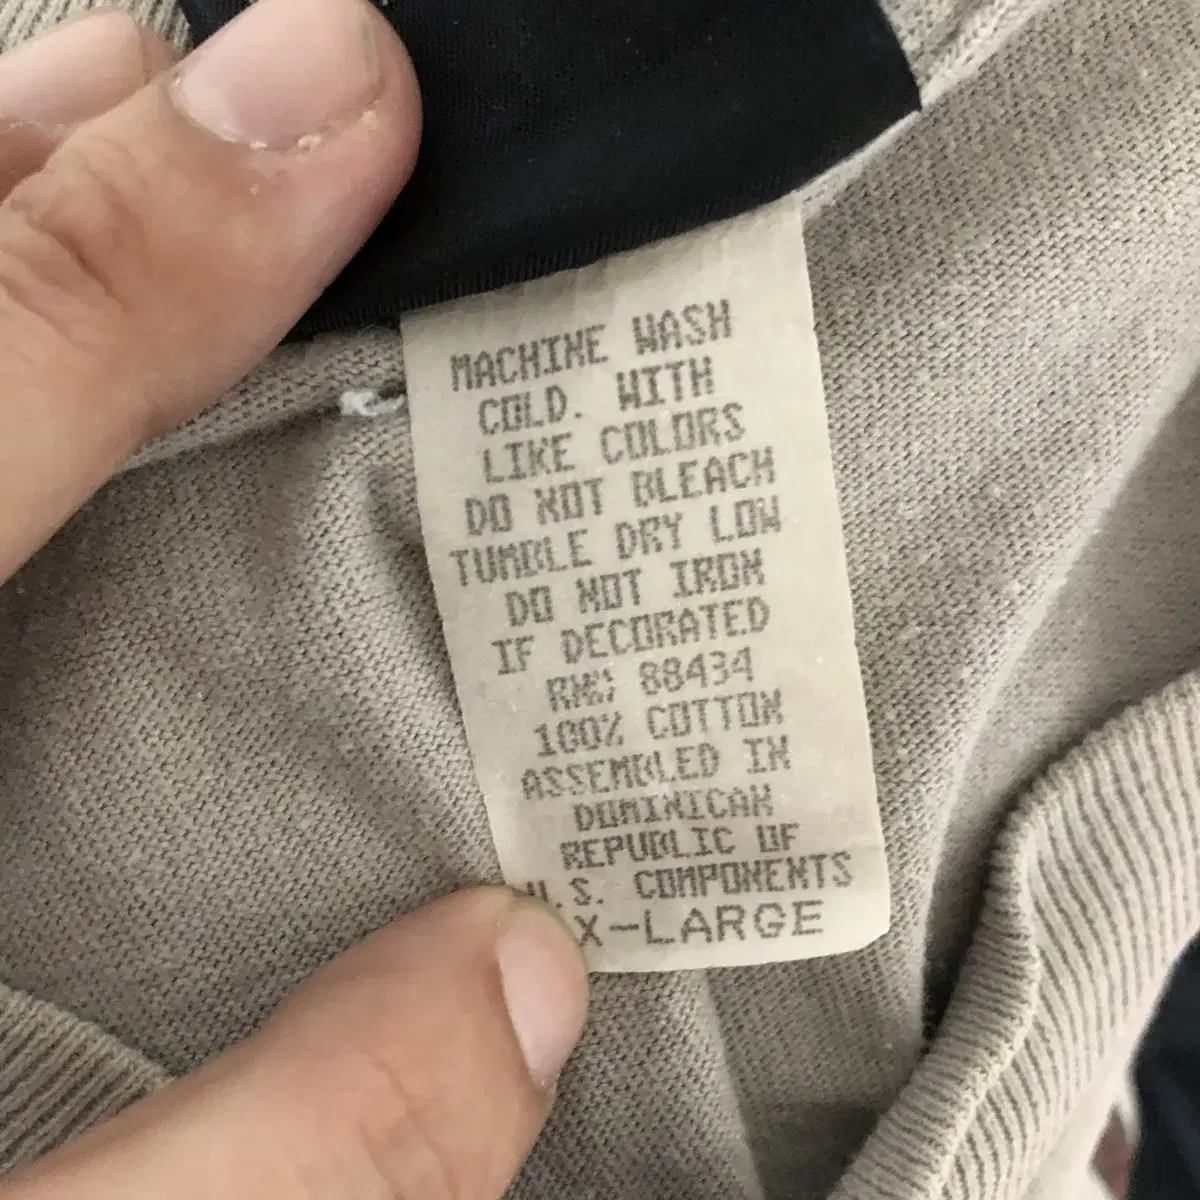 MACHINE WASH
COLD. WITH
LIKE COLORS
DO NOT BLEACH
TUMBLE DRY LOW
DO NOT IRON
IF DECORATED
RN# 88434
100% COTTON
ASSEMBLED IN
DOMINICAN
REPUBLIC OF
U.S. COMPONENTS
X-LARGE